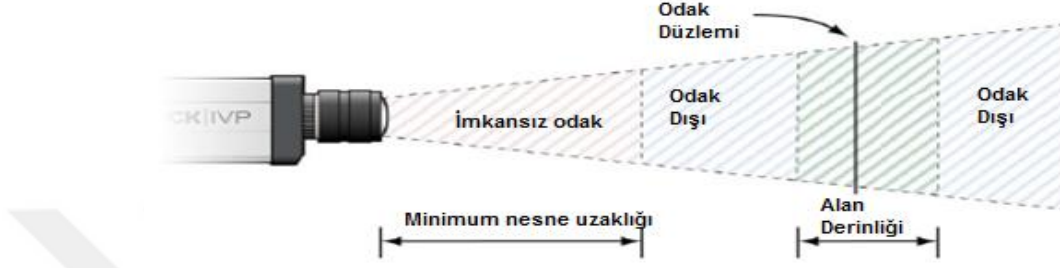 Odak
Düzlemi
CK|IVP
İmkansız odak
Odak
Dışı
Odak
Dışı
Minimum nesne uzaklığı
Alan
Derinliği